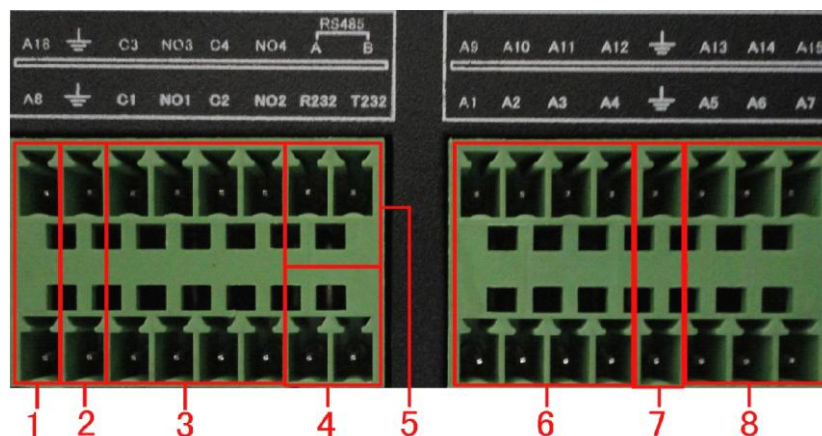 RS485
A16 C3 NO3 C4 NO4 A B
A8 C1 NO1 C2 NO2 R232 T232
A9 A10 A11 A12 A13 A14 A15
A1 A2 A3 A4 A5 A6 A7
1 2 3 4 5 6 7 8